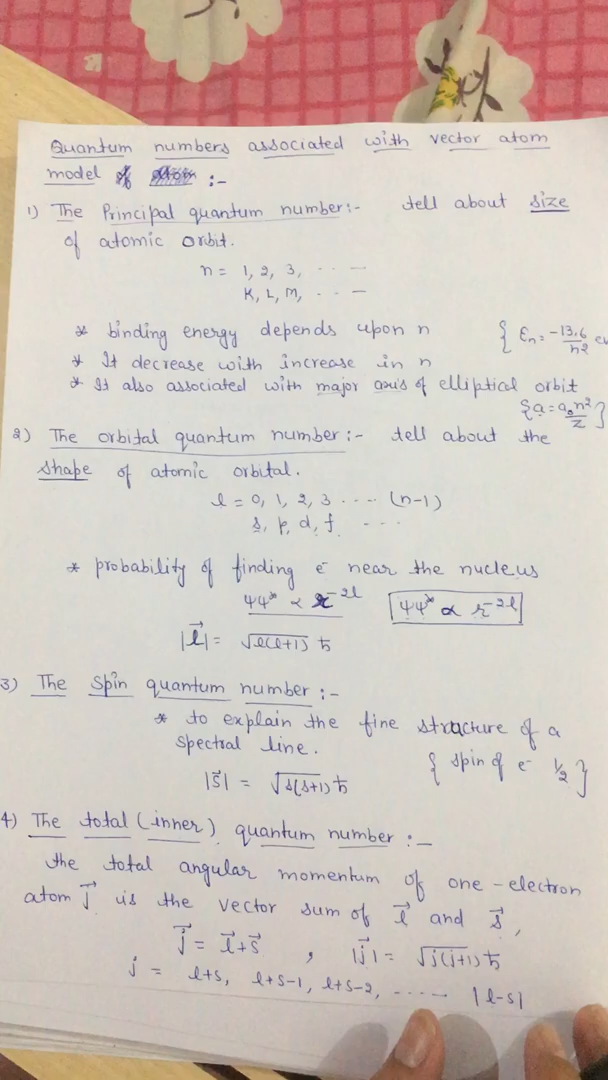 Quantum numbers associated with vector atom
model of :-
1) The Principal quantum number:- tell about size
of atomic orbit.
n = 1, 2, 3, ....
K, L, M, ....
* binding energy depends upon n { En = -13.6/n² ev
* It decrease with increase in n
* It also associated with major axis of elliptical orbit
{a = a₀n²/Z}
2) The orbital quantum number:- tell about the
shape of atomic orbital.
l = 0, 1, 2, 3 ..... (n-1)
s, p, d, f. ...
* probability of finding e⁻ near the nucleus
ψψ* ∝ r⁻²ˡ ψψ* ∝ r⁻²ˡ
|l⃗| = √l(l+1) ℏ
3) The Spin quantum number:-
* to explain the fine structure of a
spectral line. { spin of e⁻ 1/2 }
|s⃗| = √s(s+1) ℏ
4) The total (inner) quantum number:-
the total angular momentum of one-electron
atom j⃗ is the vector sum of l⃗ and s⃗,
j⃗ = l⃗+s⃗ , |j⃗| = √j(j+1) ℏ
j = l+s, l+s-1, l+s-2, ...... |l-s|